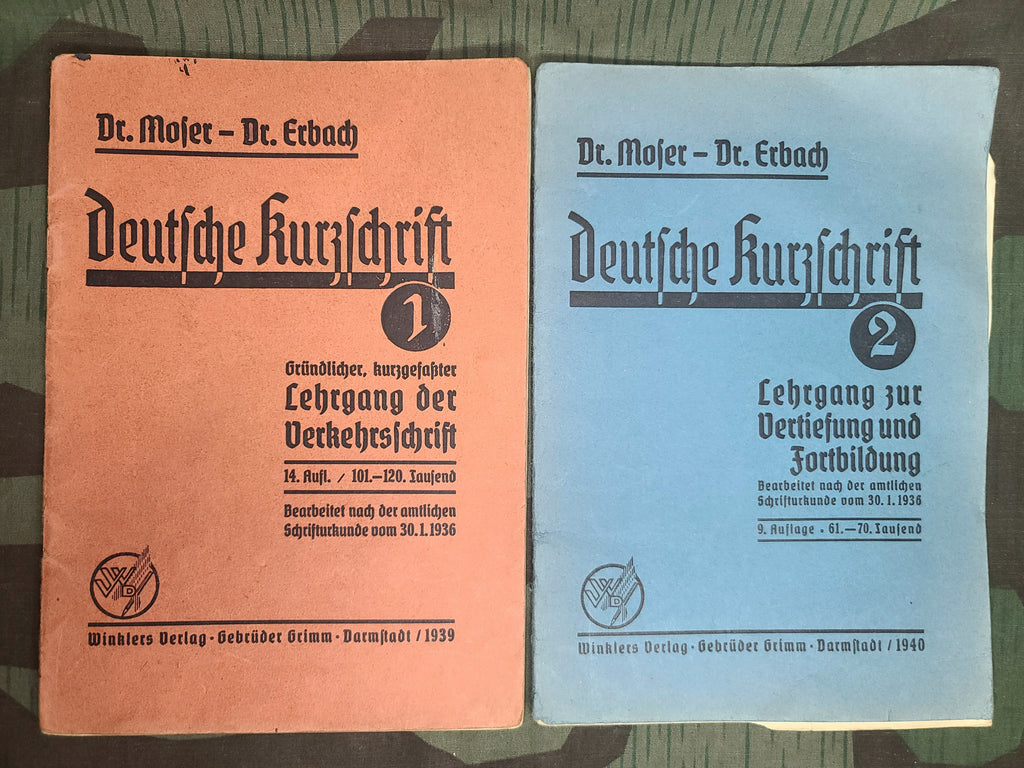 Dr. Moſer – Dr. Erbach
Deutſche Kurzſchrift
1
Gründlicher, kurzgefaßter
Lehrgang der
Verkehrsſchrift
14. Aufl. / 101.–120. Tauſend
Bearbeitet nach der amtlichen
Schrifturkunde vom 30.1.1936
Winklers Verlag · Gebrüder Grimm · Darmſtadt / 1939
Dr. Moſer – Dr. Erbach
Deutſche Kurzſchrift
2
Lehrgang zur
Vertiefung und
Fortbildung
Bearbeitet nach der amtlichen
Schrifturkunde vom 30.1.1936
9. Auflage · 61.–70. Tauſend
Winklers Verlag · Gebrüder Grimm · Darmſtadt / 1940